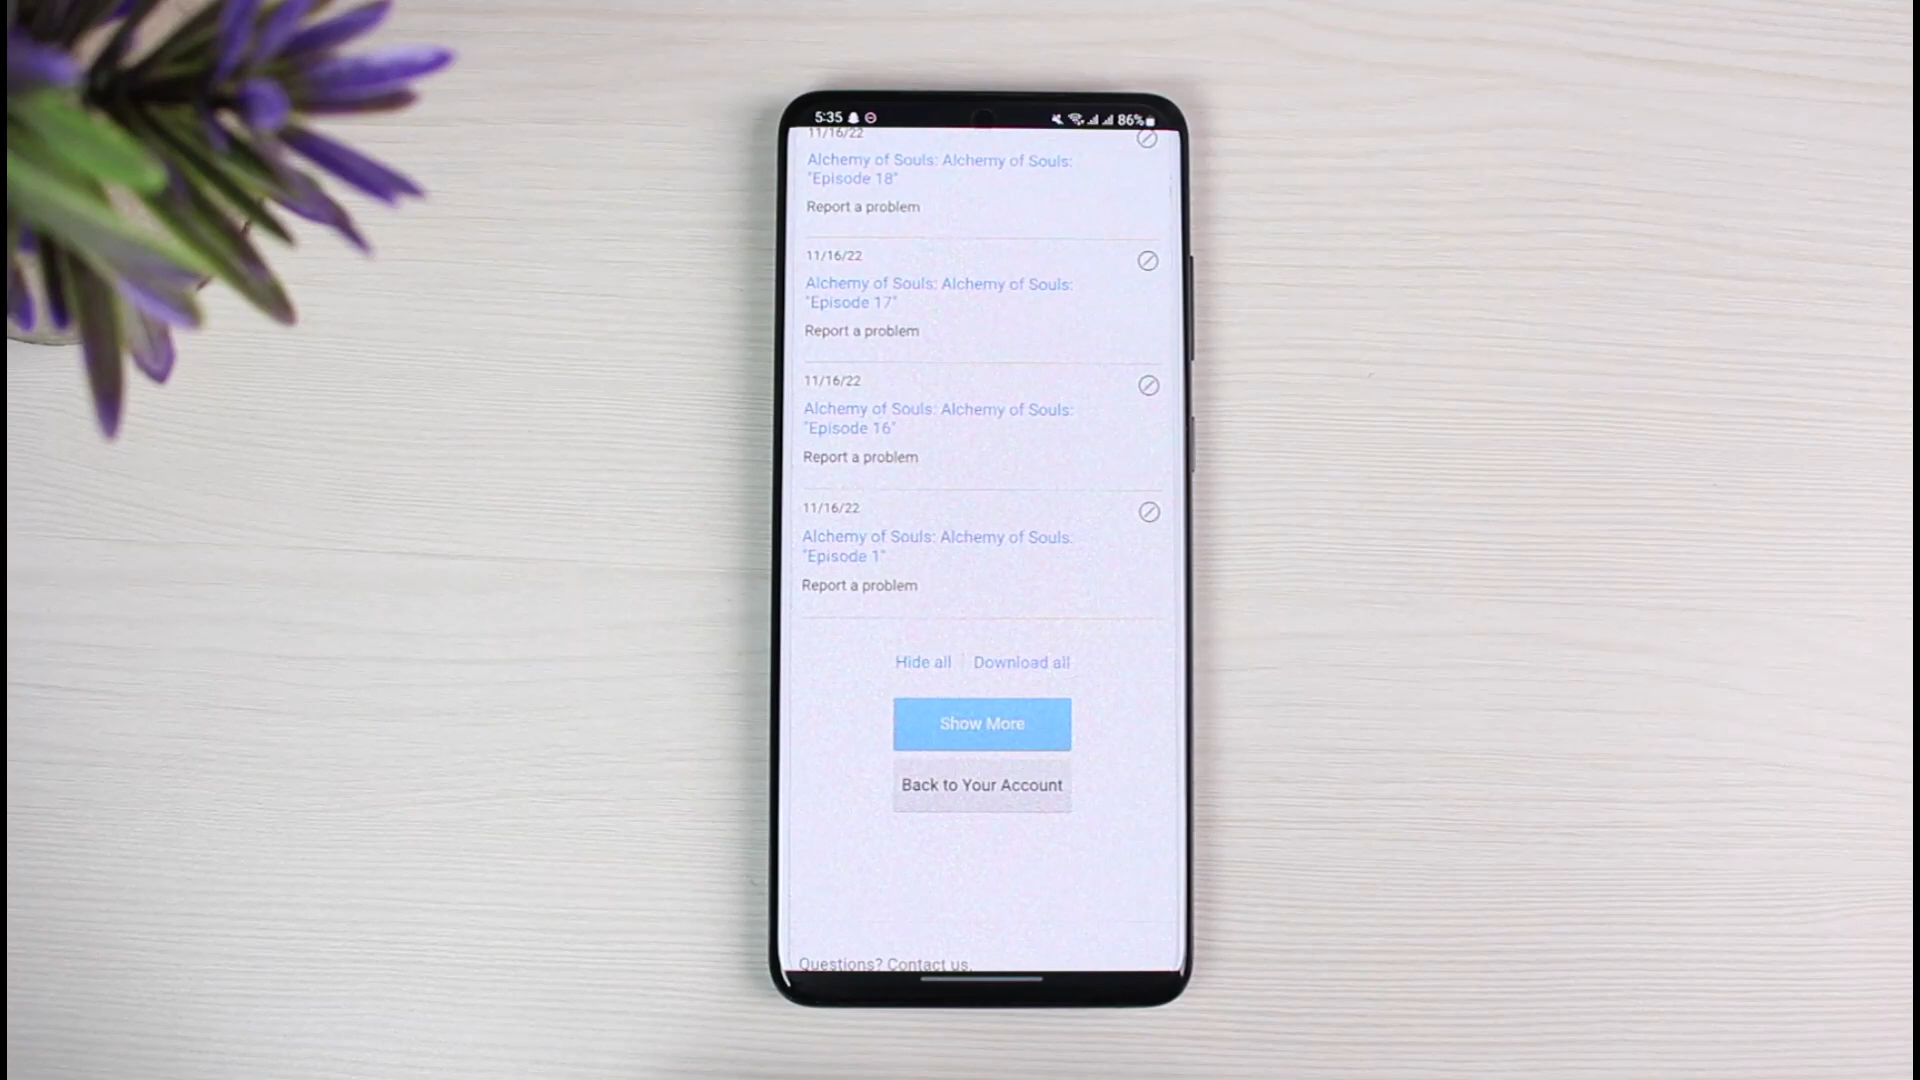 5:35
86%
11/16/22
Alchemy of Souls: Alchemy of Souls:
"Episode 18"
Report a problem
11/16/22
Alchemy of Souls: Alchemy of Souls:
"Episode 17"
Report a problem
11/16/22
Alchemy of Souls: Alchemy of Souls:
"Episode 16"
Report a problem
11/16/22
Alchemy of Souls: Alchemy of Souls:
"Episode 1"
Report a problem
Hide all
Download all
Show More
Back to Your Account
Questions? Contact us.